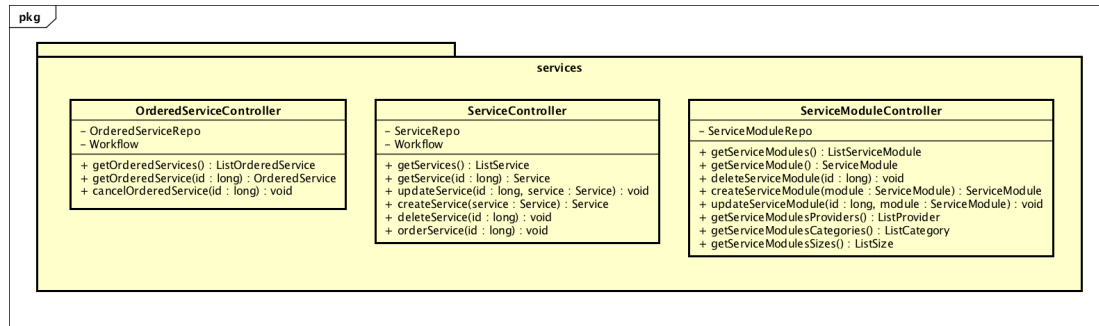 pkg
services
OrderedServiceController
– OrderedServiceRepo
– Workflow
+ getOrderedServices() : ListOrderedService
+ getOrderedService(id : long) : OrderedService
+ cancelOrderedService(id : long) : void
ServiceController
– ServiceRepo
– Workflow
+ getServices() : ListService
+ getService(id : long) : Service
+ updateService(id : long, service : Service) : void
+ createService(service : Service) : Service
+ deleteService(id : long) : void
+ orderService(id : long) : void
ServiceModuleController
– ServiceModuleRepo
+ getServiceModules() : ListServiceModule
+ getServiceModule() : ServiceModule
+ deleteServiceModule(id : long) : void
+ createServiceModule(module : ServiceModule) : ServiceModule
+ updateServiceModule(id : long, module : ServiceModule) : void
+ getServiceModulesProviders() : ListProvider
+ getServiceModulesCategories() : ListCategory
+ getServiceModulesSizes() : ListSize